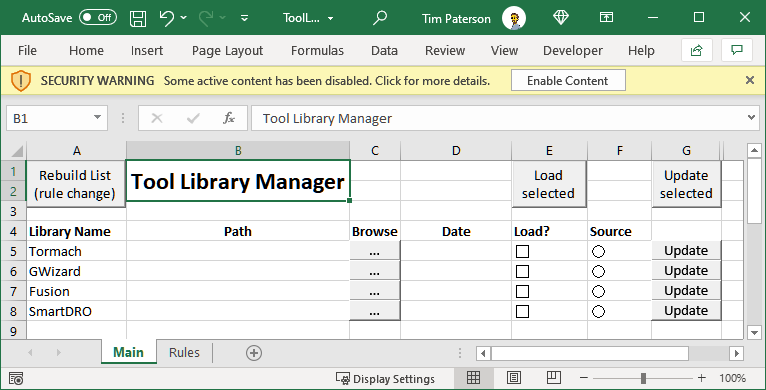 AutoSave Off ToolL... Tim Paterson
File Home Insert Page Layout Formulas Data Review View Developer Help
SECURITY WARNING Some active content has been disabled. Click for more details. Enable Content
B1 fx Tool Library Manager
A B C D E F G
1 Rebuild List Tool Library Manager Load Update
2 (rule change) selected selected
3
4 Library Name Path Browse Date Load? Source
5 Tormach ... Update
6 GWizard ... Update
7 Fusion ... Update
8 SmartDRO ... Update
9
Main Rules
Display Settings 100%